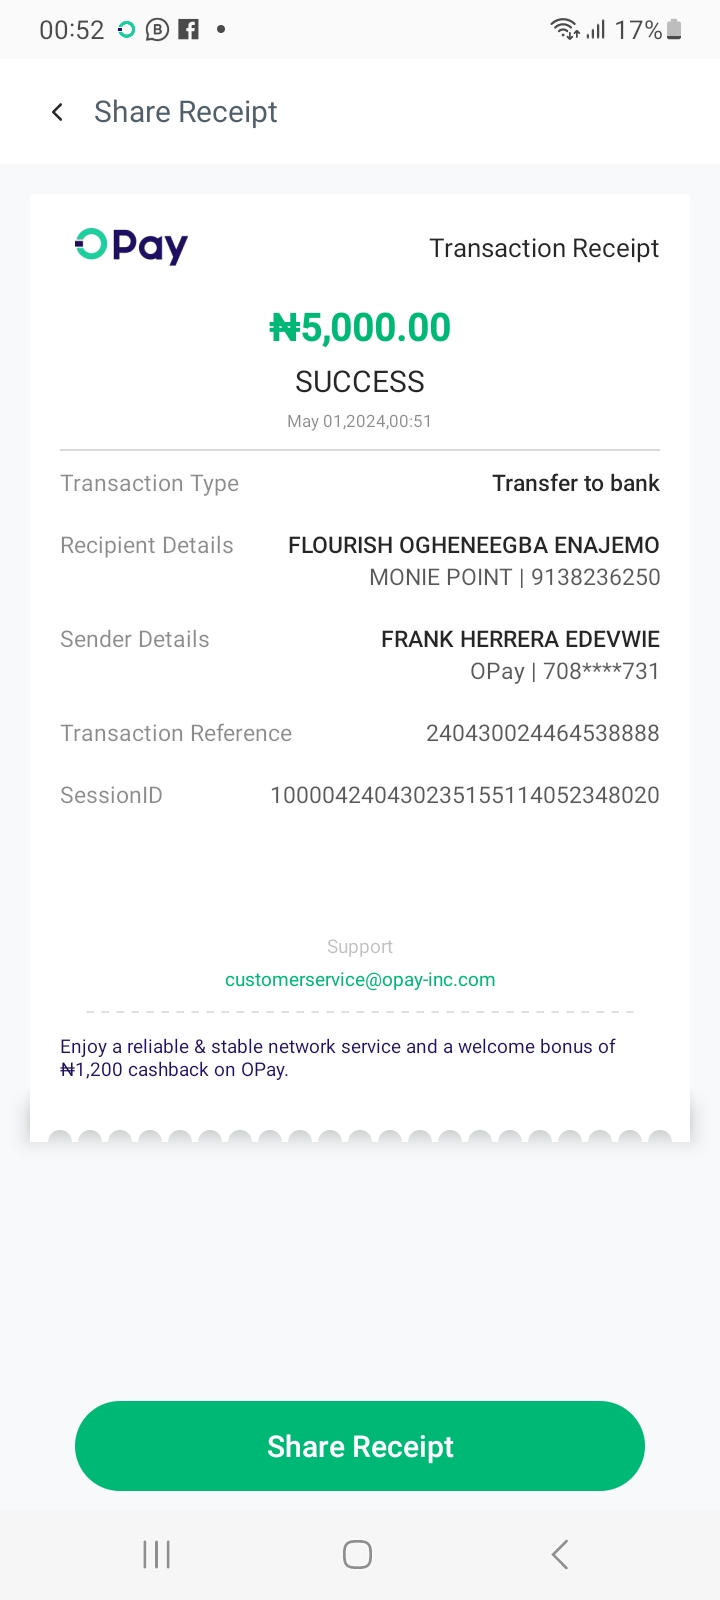 00:52
17%
Share Receipt
OPay
Transaction Receipt
₦5,000.00
SUCCESS
May 01,2024,00:51
Transaction Type Transfer to bank
Recipient Details FLOURISH OGHENEEGBA ENAJEMO
MONIE POINT | 9138236250
Sender Details FRANK HERRERA EDEVWIE
OPay | 708****731
Transaction Reference 240430024464538888
SessionID 100004240430235155114052348020
Support
customerservice@opay-inc.com
Enjoy a reliable & stable network service and a welcome bonus of
₦1,200 cashback on OPay.
Share Receipt